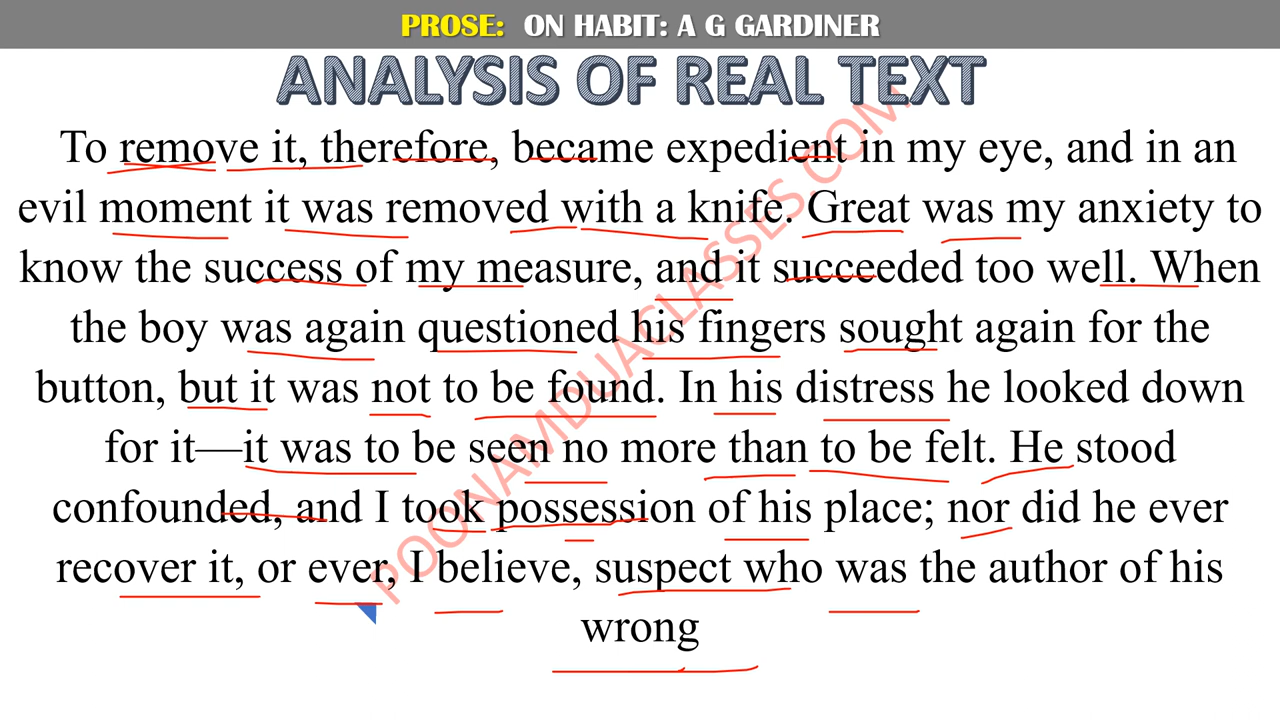 PROSE: ON HABIT: A G GARDINER
ANALYSIS OF REAL TEXT
To remove it, therefore, became expedient in my eye, and in an
evil moment it was removed with a knife. Great was my anxiety to
know the success of my measure, and it succeeded too well. When
the boy was again questioned his fingers sought again for the
button, but it was not to be found. In his distress he looked down
for it—it was to be seen no more than to be felt. He stood
confounded, and I took possession of his place; nor did he ever
recover it, or ever, I believe, suspect who was the author of his
wrong
POONAMDUACLASSES.COM